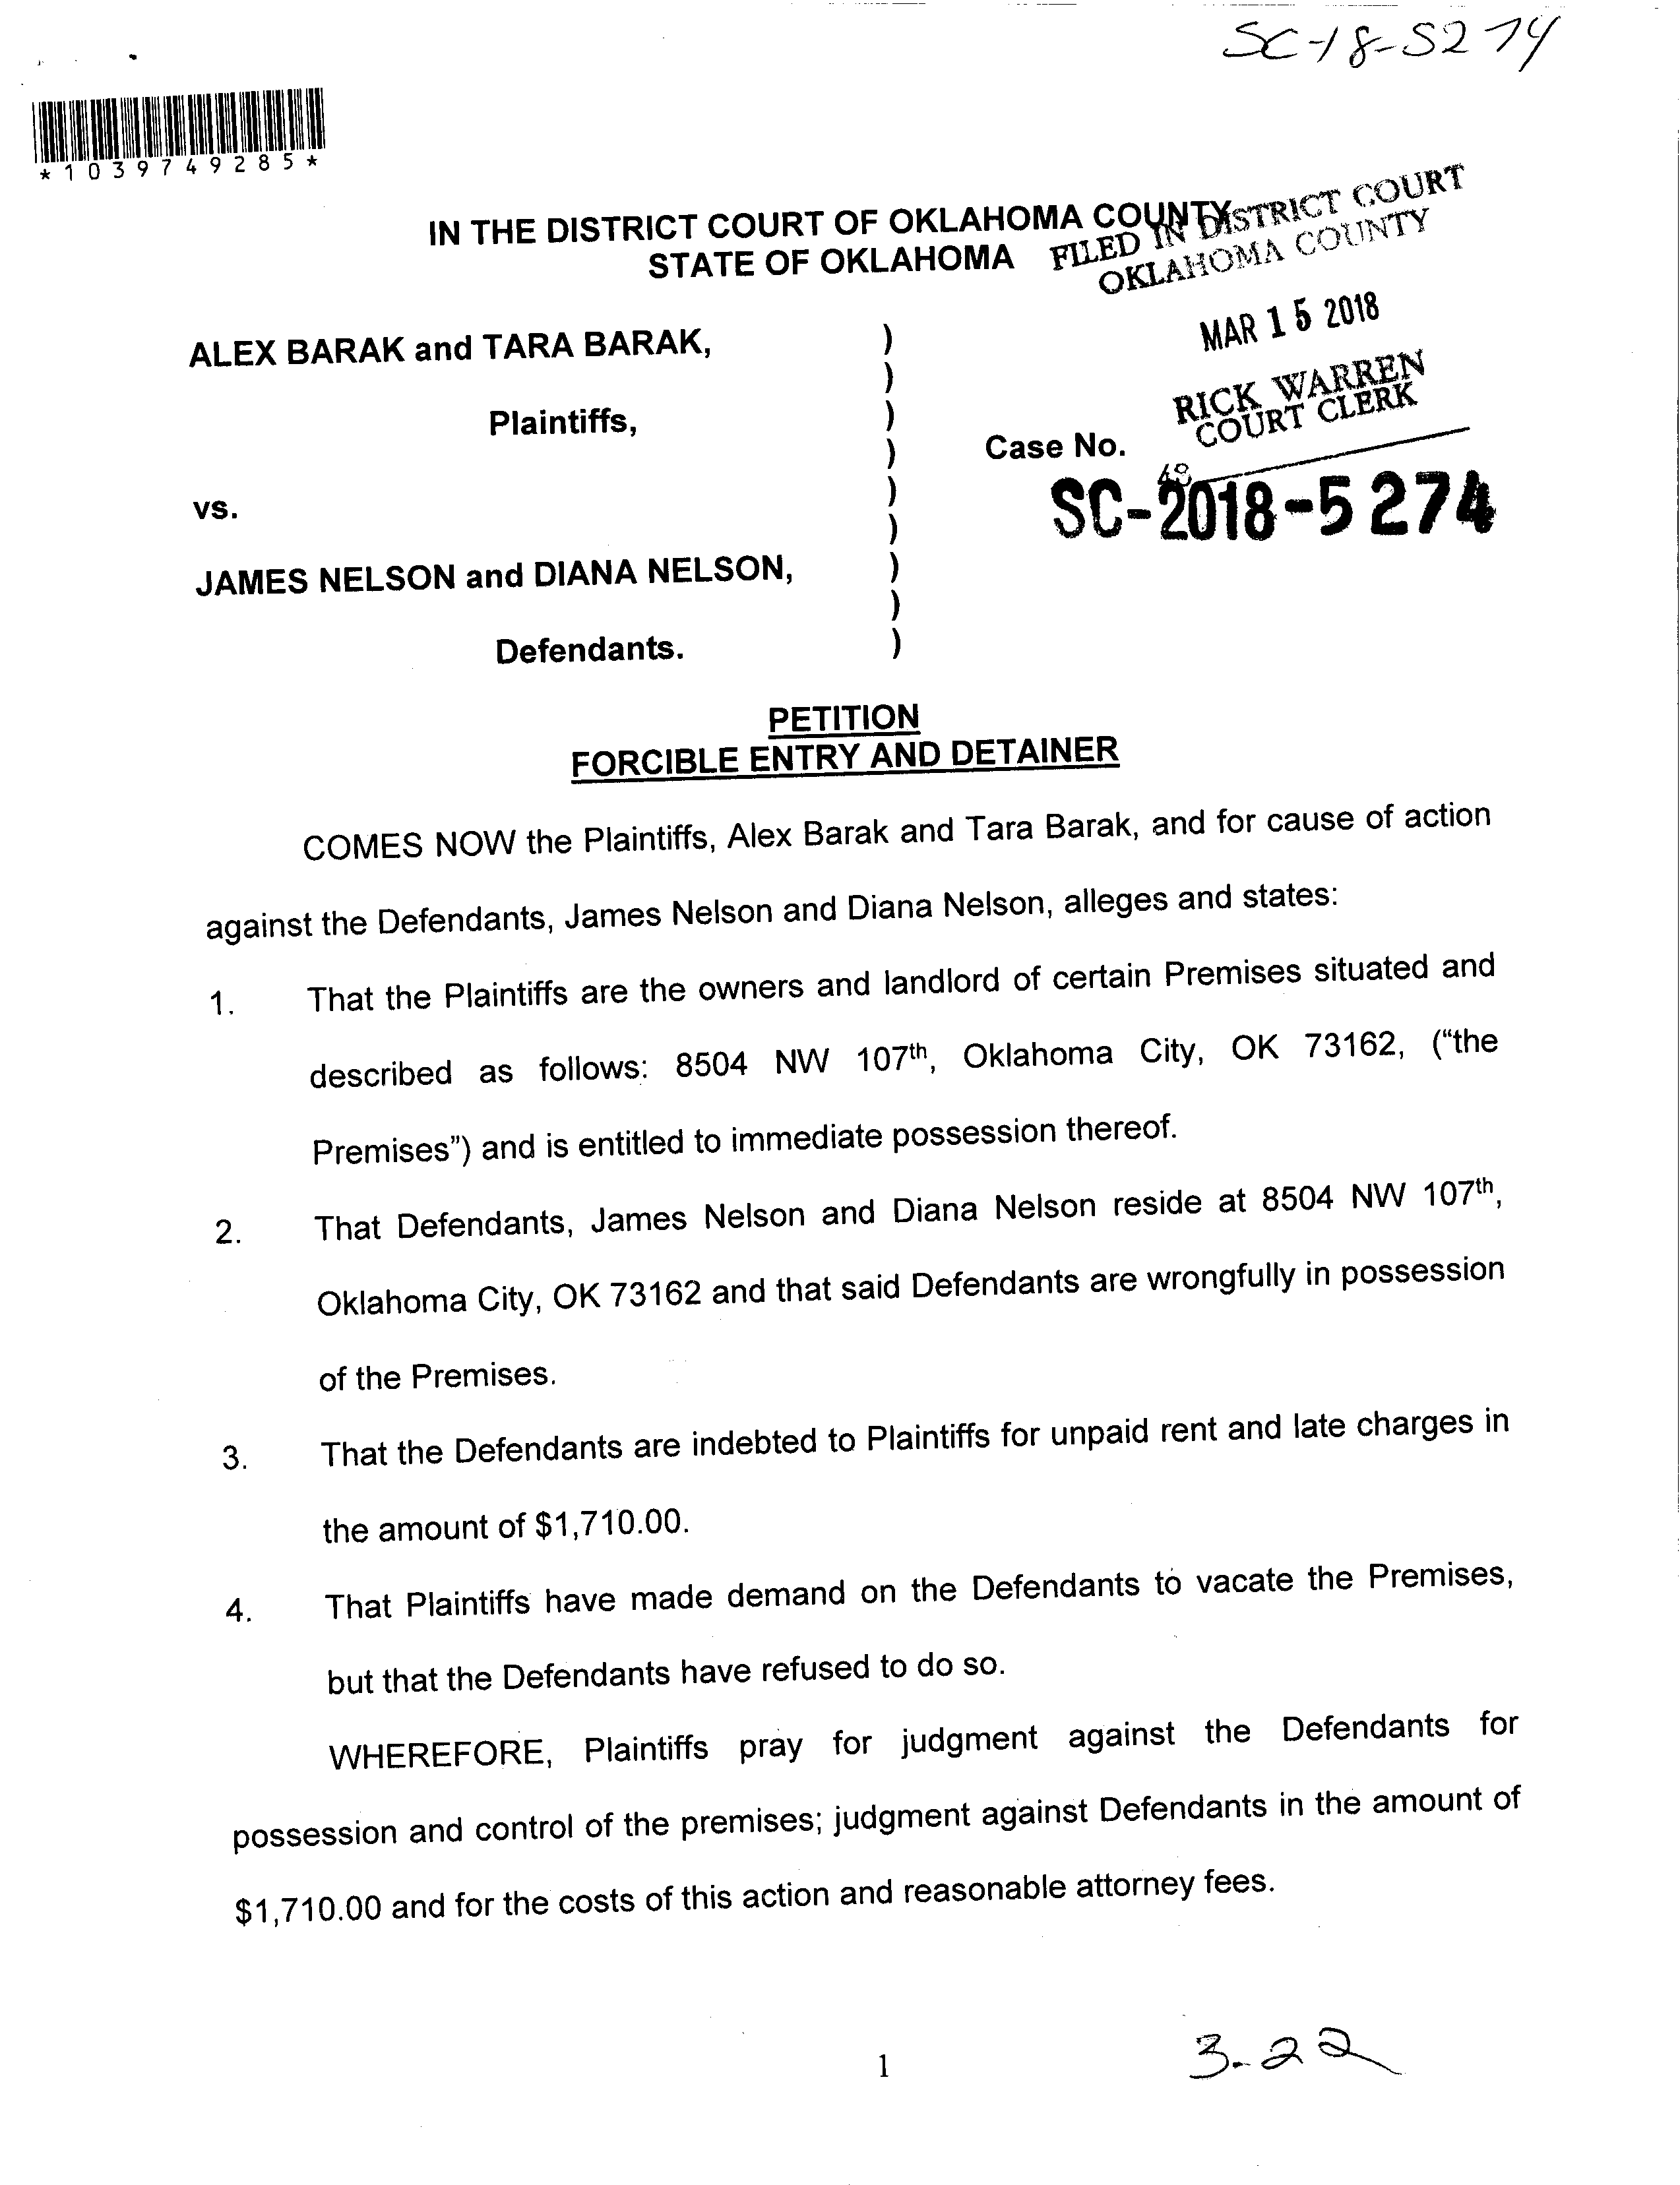 SC-18-5274
*1039749285*
IN THE DISTRICT COURT OF OKLAHOMA COUNTY
STATE OF OKLAHOMA
FILED IN DISTRICT COURT
OKLAHOMA COUNTY
MAR 15 2018
RICK WARREN
COURT CLERK
ALEX BARAK and TARA BARAK, )
)
Plaintiffs, )
) Case No.
48
vs. ) SC-2018-5274
)
JAMES NELSON and DIANA NELSON, )
)
Defendants. )
PETITION
FORCIBLE ENTRY AND DETAINER
COMES NOW the Plaintiffs, Alex Barak and Tara Barak, and for cause of action
against the Defendants, James Nelson and Diana Nelson, alleges and states:
1. That the Plaintiffs are the owners and landlord of certain Premises situated and
described as follows: 8504 NW 107th, Oklahoma City, OK 73162, (“the
Premises”) and is entitled to immediate possession thereof.
2. That Defendants, James Nelson and Diana Nelson reside at 8504 NW 107th,
Oklahoma City, OK 73162 and that said Defendants are wrongfully in possession
of the Premises.
3. That the Defendants are indebted to Plaintiffs for unpaid rent and late charges in
the amount of $1,710.00.
4. That Plaintiffs have made demand on the Defendants to vacate the Premises,
but that the Defendants have refused to do so.
WHEREFORE, Plaintiffs pray for judgment against the Defendants for
possession and control of the premises; judgment against Defendants in the amount of
$1,710.00 and for the costs of this action and reasonable attorney fees.
1
3-22